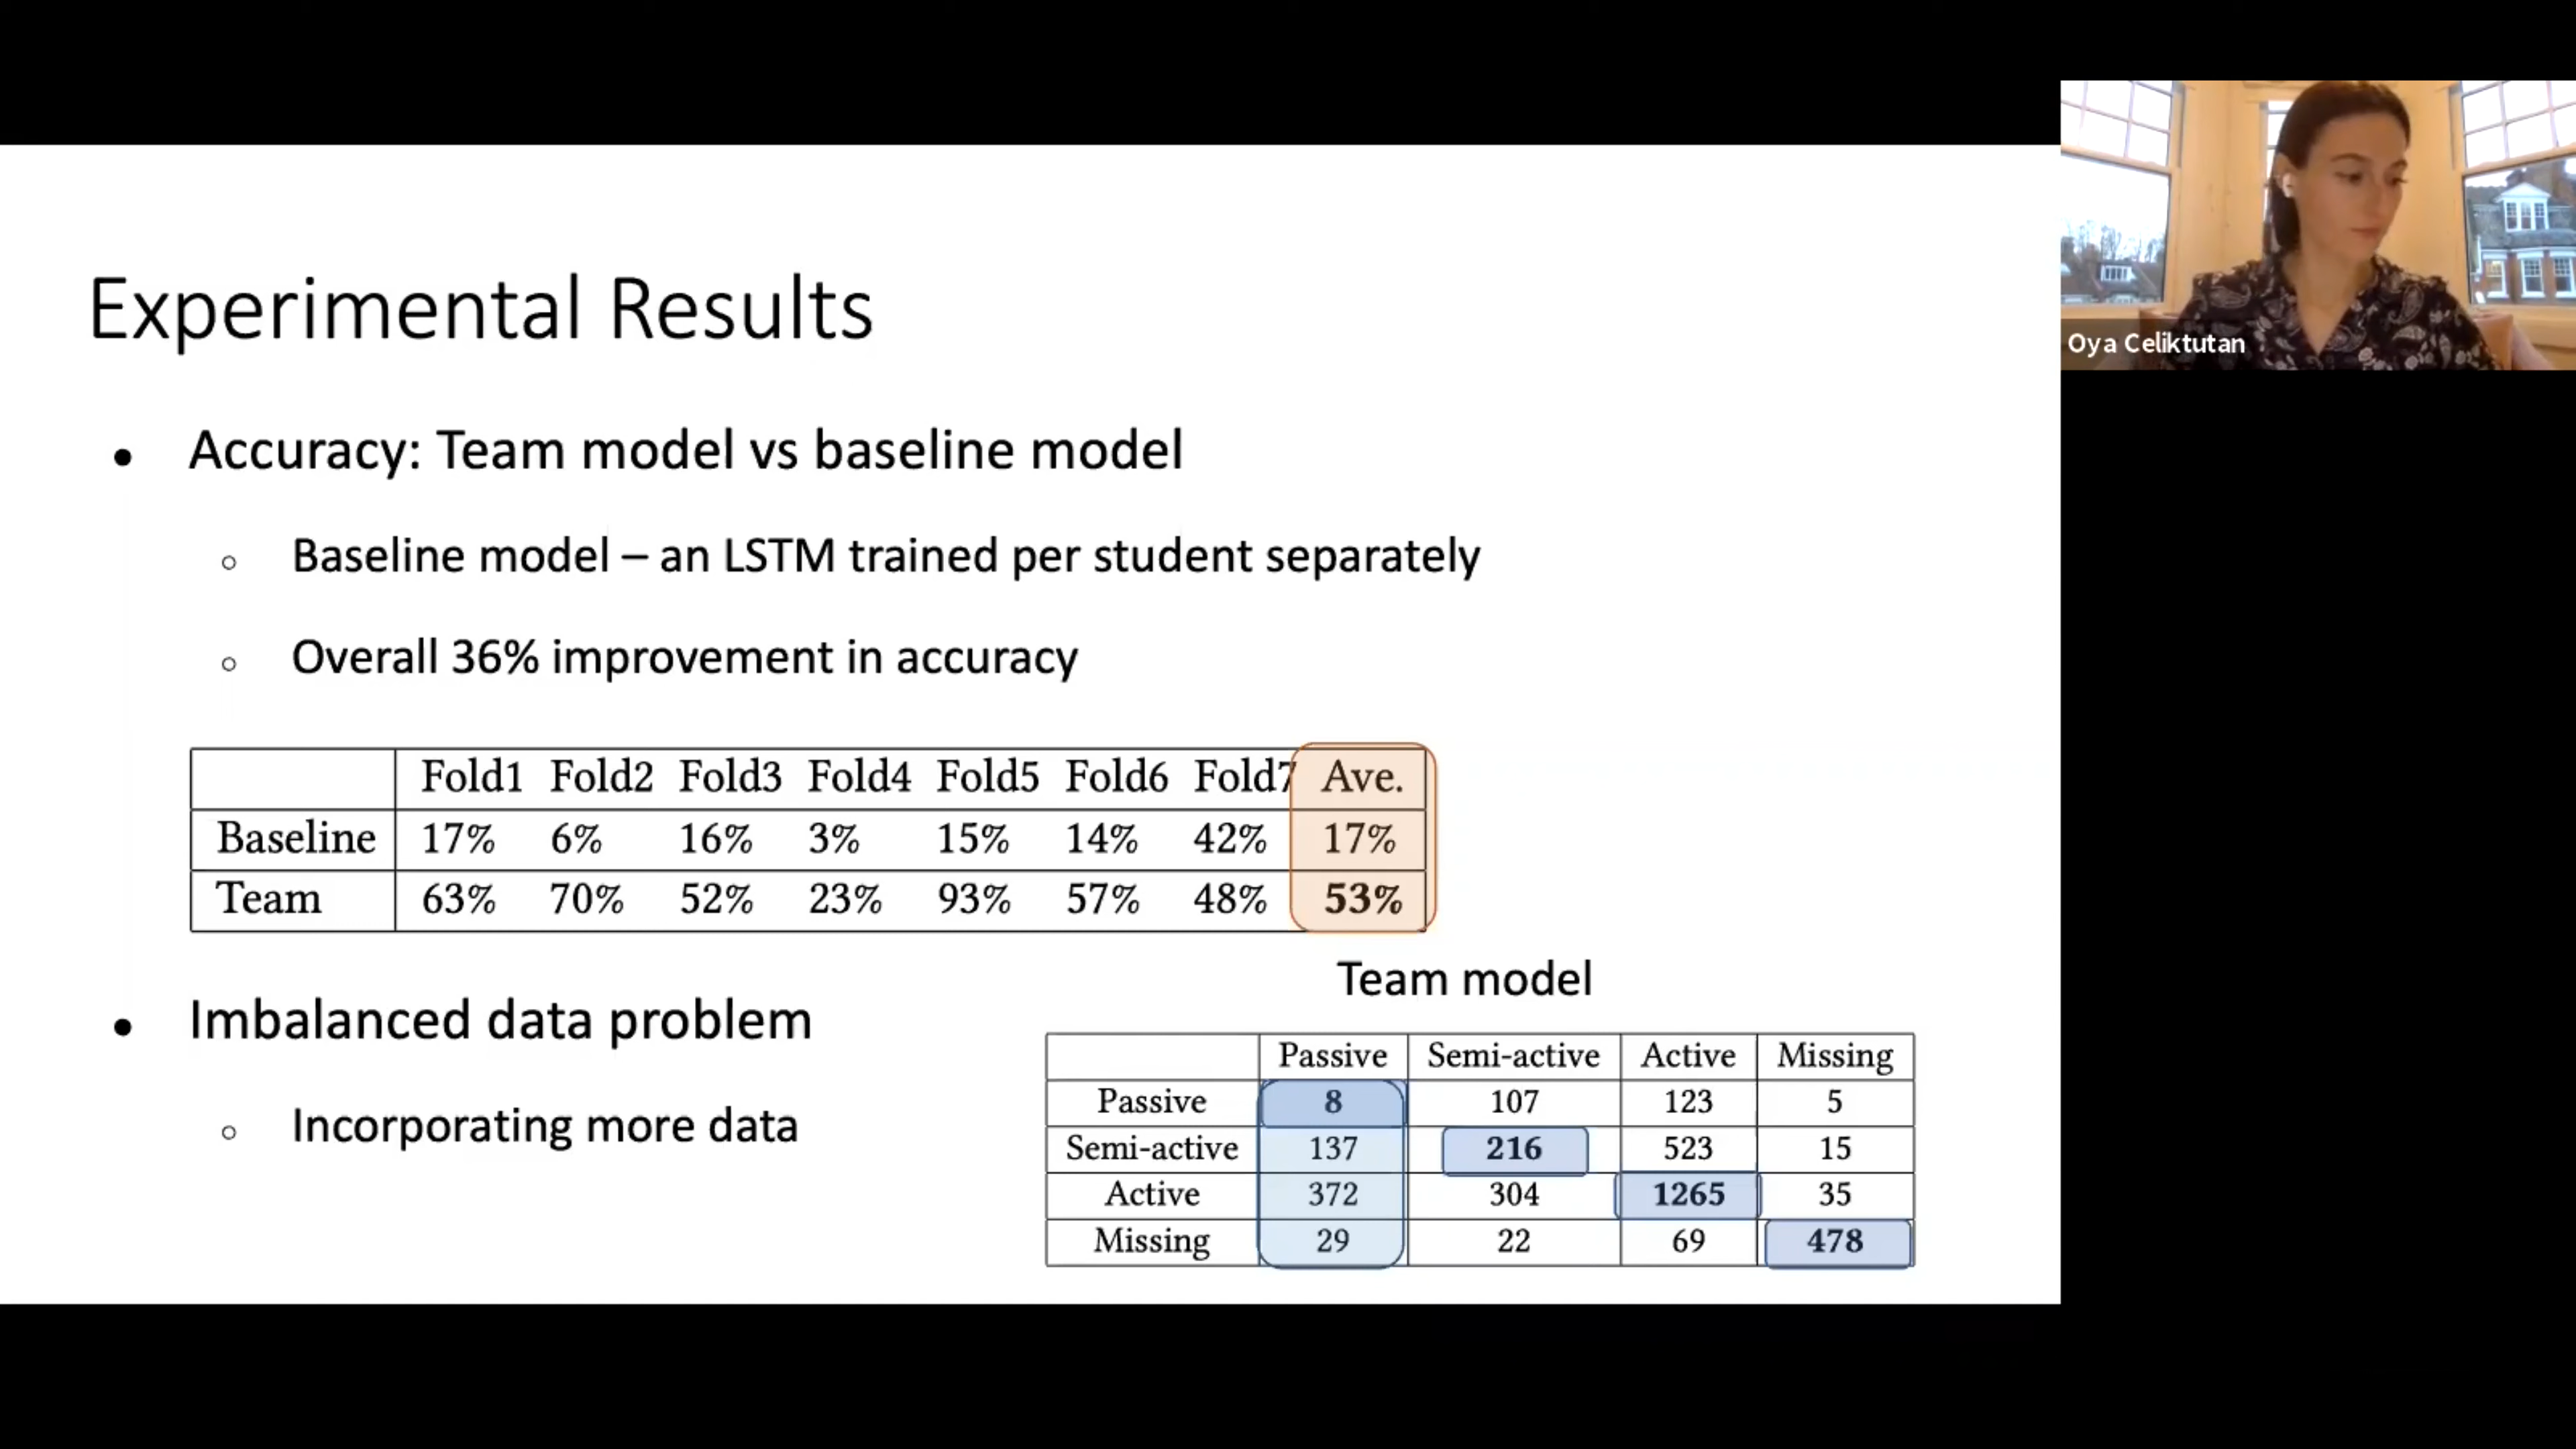 Experimental Results
• Accuracy: Team model vs baseline model
○ Baseline model – an LSTM trained per student separately
○ Overall 36% improvement in accuracy
Fold1 Fold2 Fold3 Fold4 Fold5 Fold6 Fold7 Ave.
Baseline 17% 6% 16% 3% 15% 14% 42% 17%
Team 63% 70% 52% 23% 93% 57% 48% 53%
• Imbalanced data problem
○ Incorporating more data
Team model
Passive Semi-active Active Missing
Passive 8 107 123 5
Semi-active 137 216 523 15
Active 372 304 1265 35
Missing 29 22 69 478
Oya Celiktutan